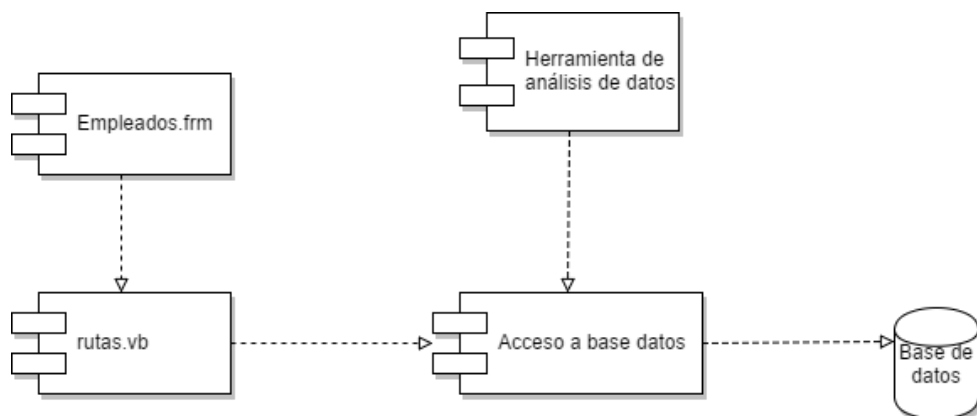 Herramienta de
análisis de datos
Empleados.frm
rutas.vb
Acceso a base datos
Base de
datos